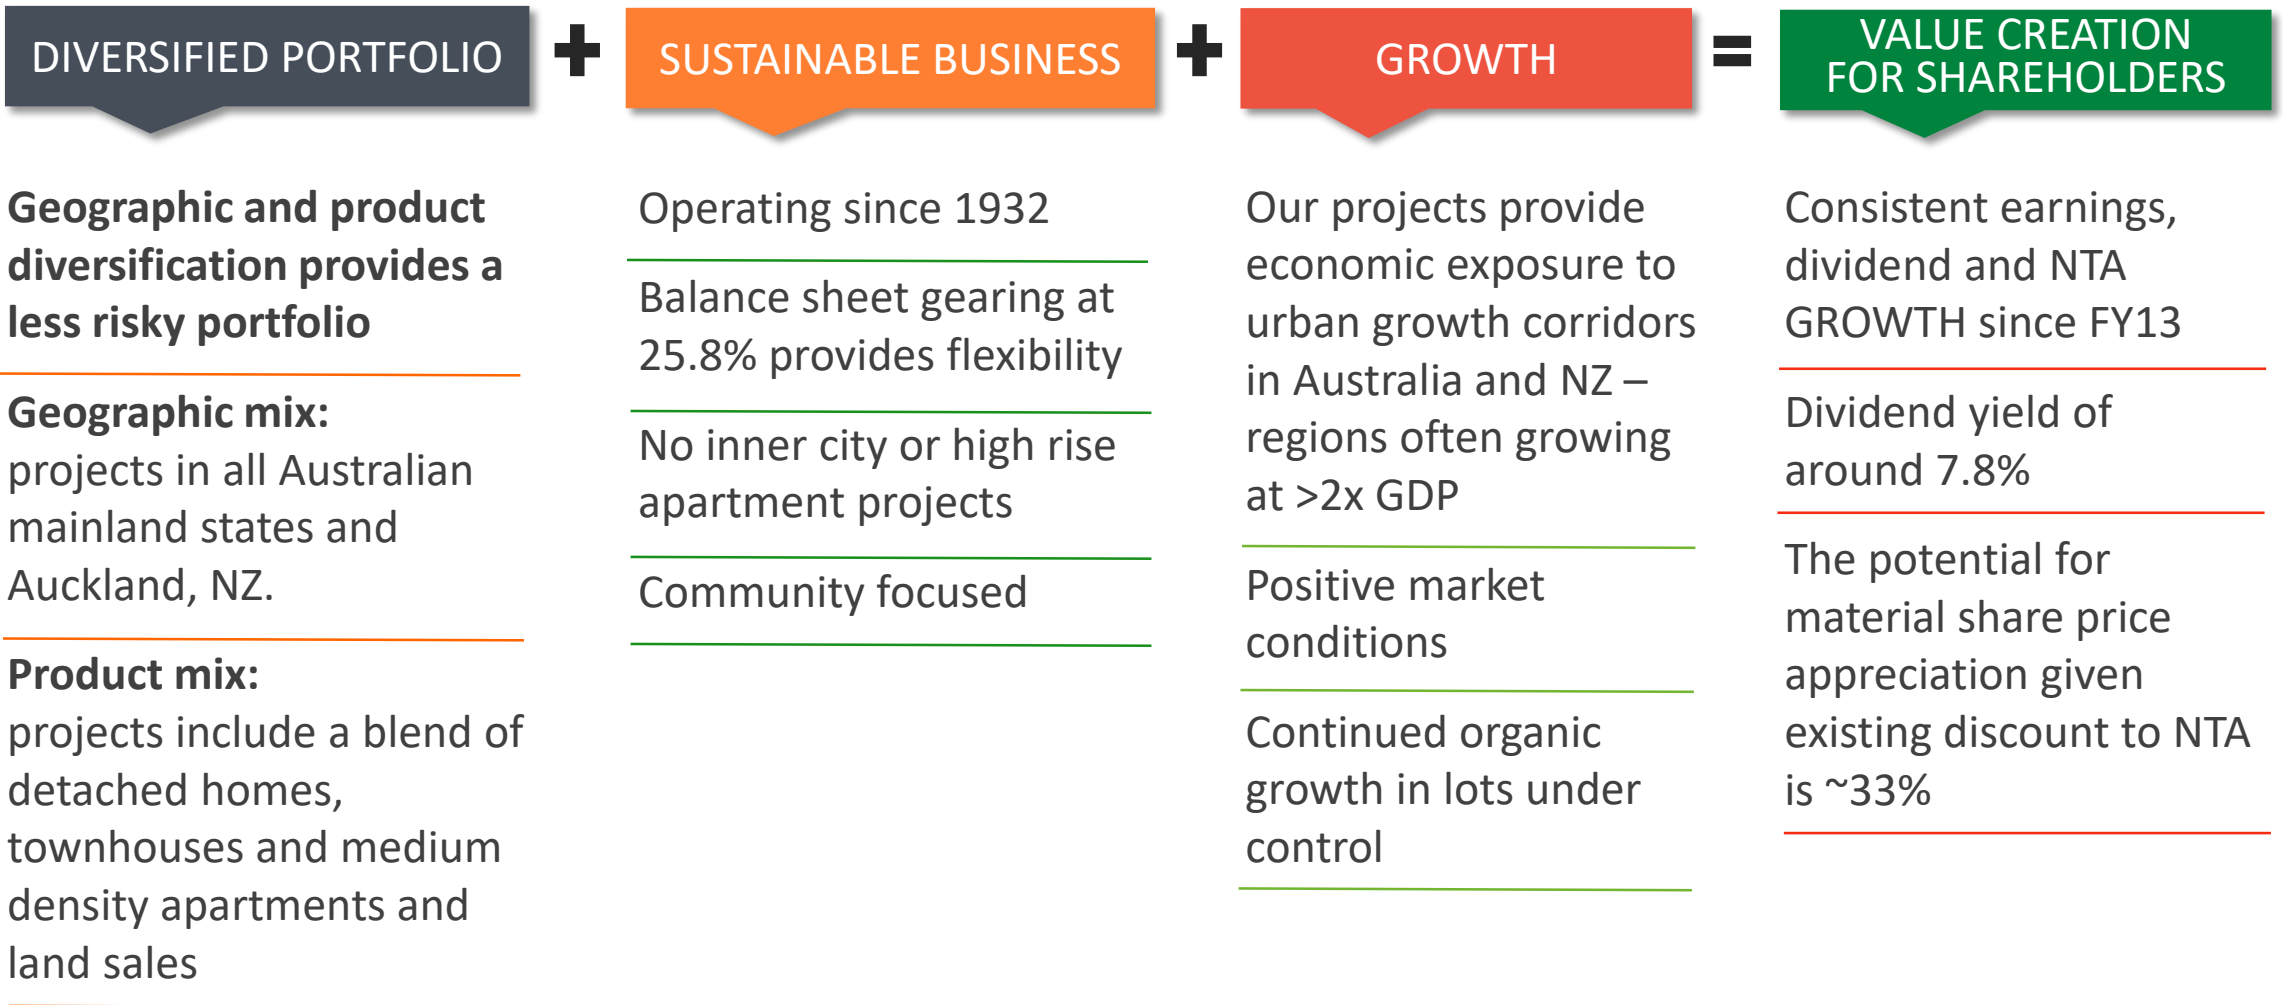 DIVERSIFIED PORTFOLIO
+
SUSTAINABLE BUSINESS
+
GROWTH
=
VALUE CREATION
FOR SHAREHOLDERS
Geographic and product
diversification provides a
less risky portfolio
Geographic mix:
projects in all Australian
mainland states and
Auckland, NZ.
Product mix:
projects include a blend of
detached homes,
townhouses and medium
density apartments and
land sales
Operating since 1932
Balance sheet gearing at
25.8% provides flexibility
No inner city or high rise
apartment projects
Community focused
Our projects provide
economic exposure to
urban growth corridors
in Australia and NZ –
regions often growing
at >2x GDP
Positive market
conditions
Continued organic
growth in lots under
control
Consistent earnings,
dividend and NTA
GROWTH since FY13
Dividend yield of
around 7.8%
The potential for
material share price
appreciation given
existing discount to NTA
is ~33%